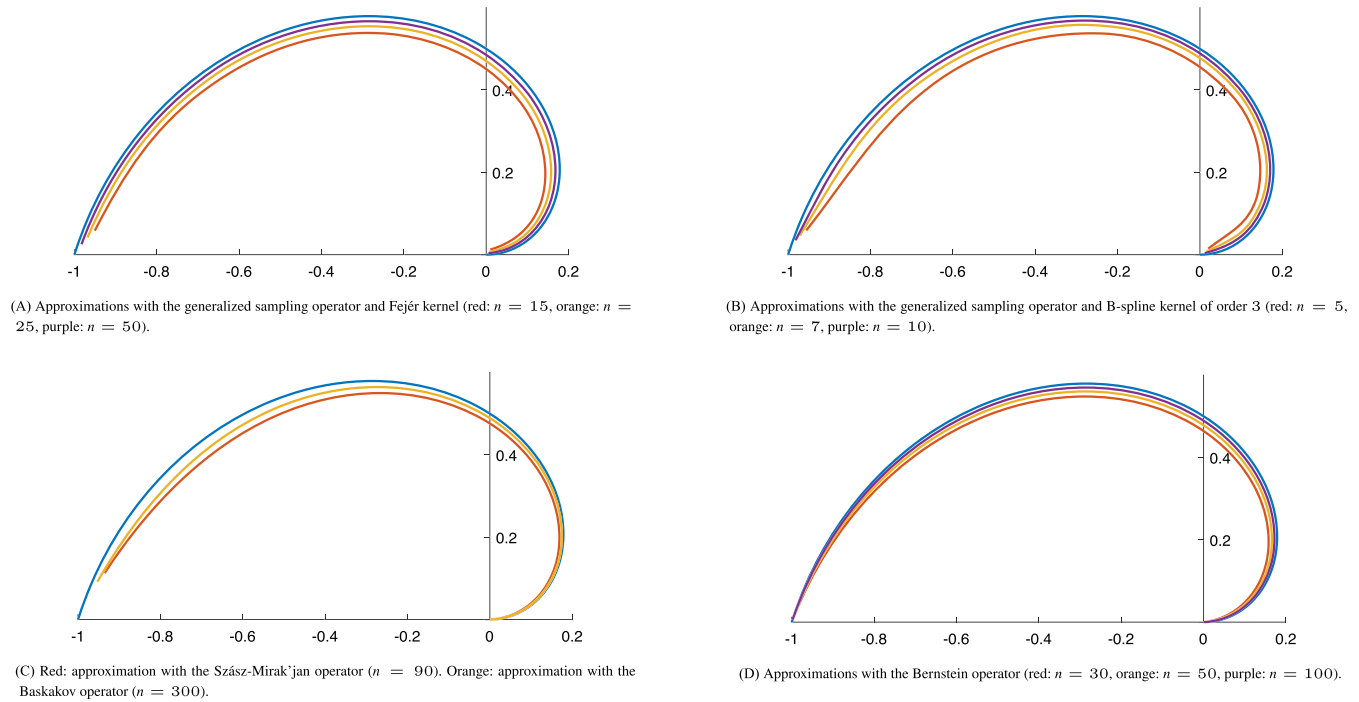 0.4
0.2
-1 -0.8 -0.6 -0.4 -0.2 0 0.2
(A) Approximations with the generalized sampling operator and Fejér kernel (red: n = 15, orange: n =
25, purple: n = 50).
0.4
0.2
-1 -0.8 -0.6 -0.4 -0.2 0 0.2
(B) Approximations with the generalized sampling operator and B-spline kernel of order 3 (red: n = 5,
orange: n = 7, purple: n = 10).
0.4
0.2
-1 -0.8 -0.6 -0.4 -0.2 0 0.2
(C) Red: approximation with the Szász-Mirak'jan operator (n = 90). Orange: approximation with the
Baskakov operator (n = 300).
0.4
0.2
-1 -0.8 -0.6 -0.4 -0.2 0 0.2
(D) Approximations with the Bernstein operator (red: n = 30, orange: n = 50, purple: n = 100).